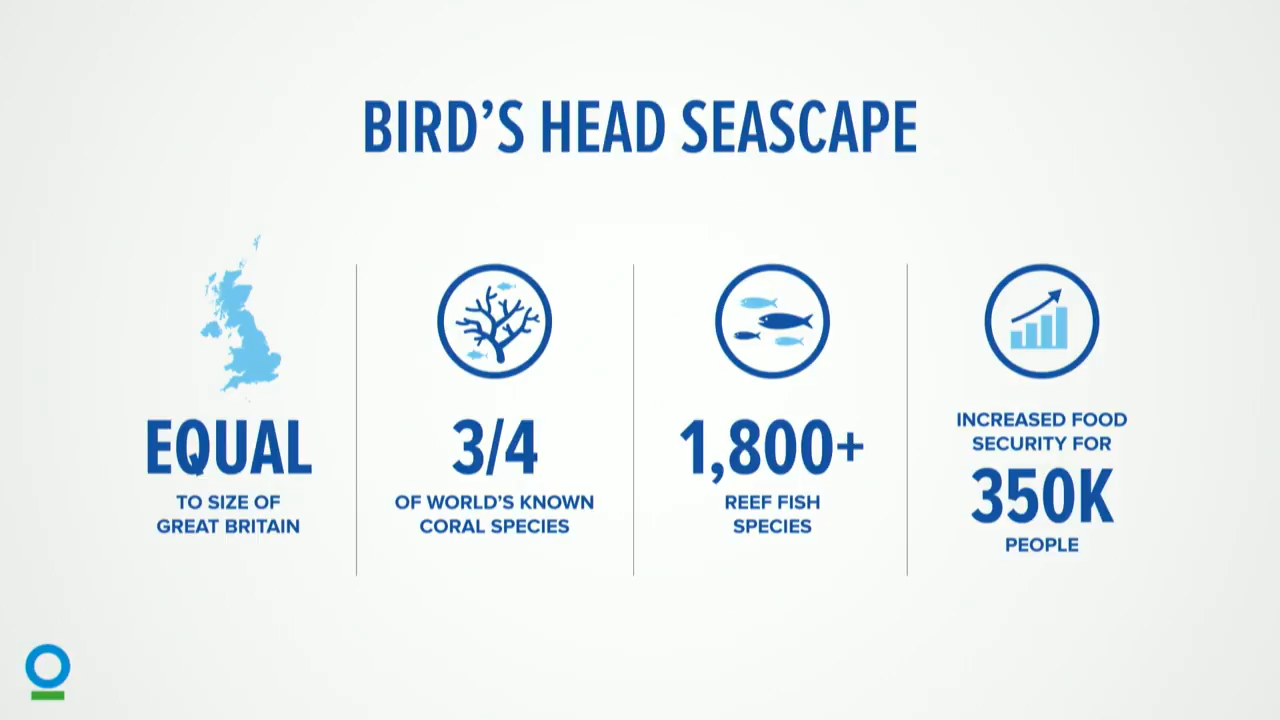 BIRD’S HEAD SEASCAPE
EQUAL
TO SIZE OF
GREAT BRITAIN
3/4
OF WORLD’S KNOWN
CORAL SPECIES
1,800+
REEF FISH
SPECIES
INCREASED FOOD
SECURITY FOR
350K
PEOPLE